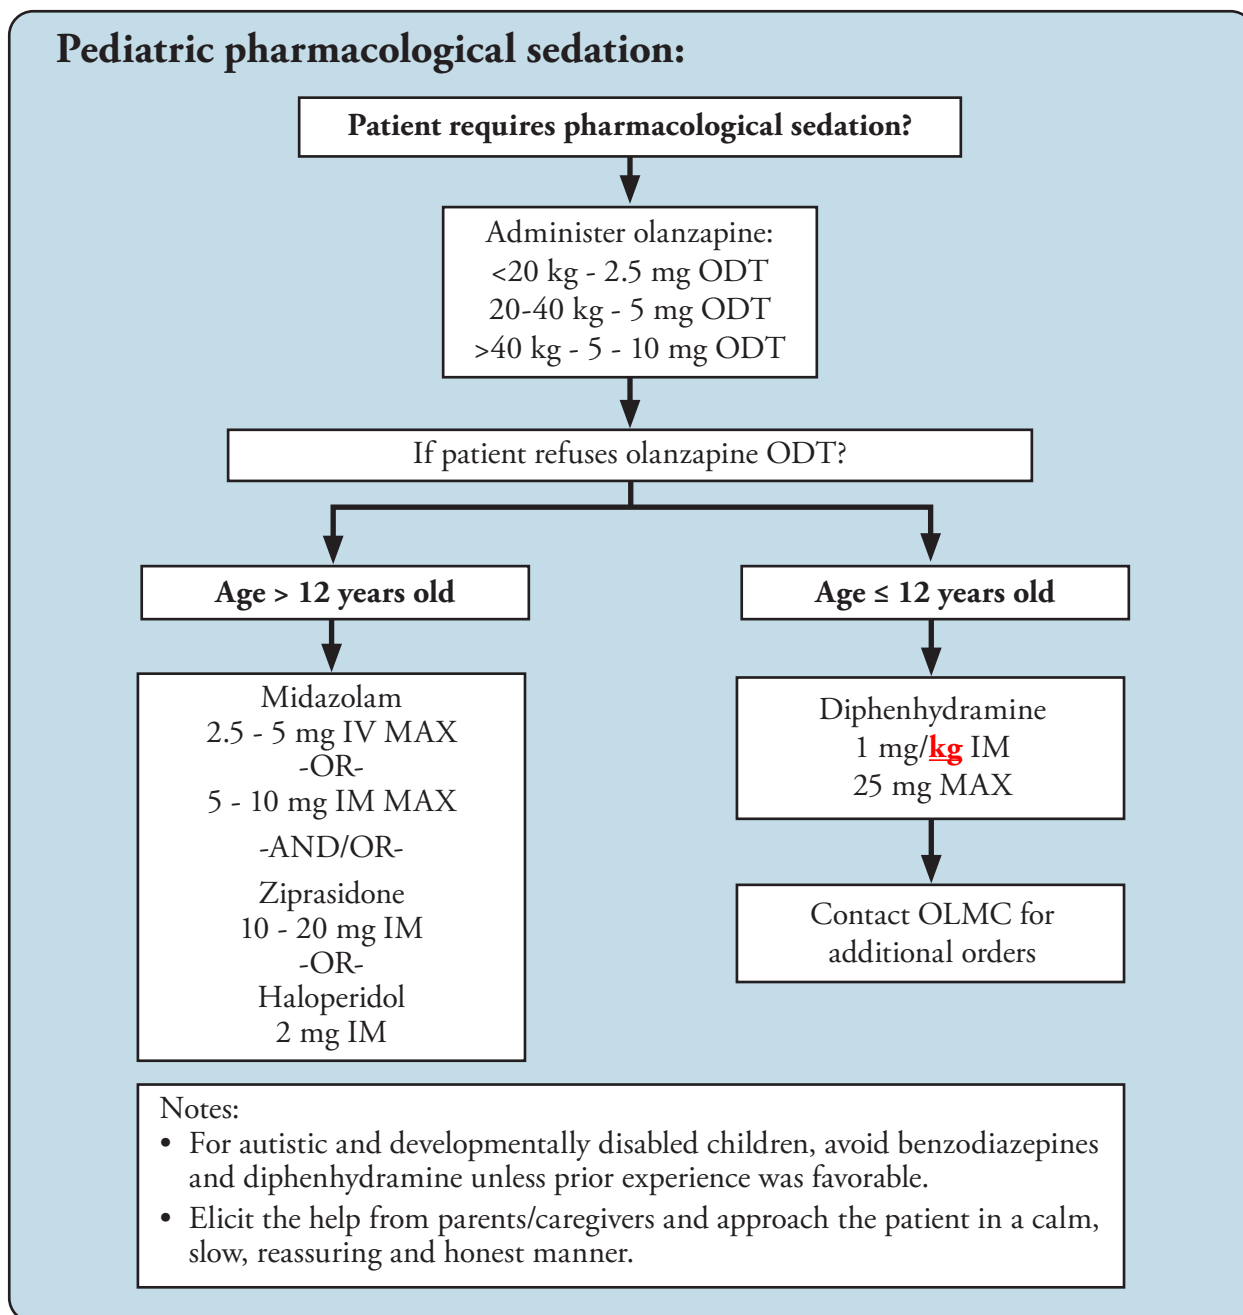 Pediatric pharmacological sedation:
Patient requires pharmacological sedation?
Administer olanzapine:
<20 kg - 2.5 mg ODT
20-40 kg - 5 mg ODT
>40 kg - 5 - 10 mg ODT
If patient refuses olanzapine ODT?
Age > 12 years old
Midazolam
2.5 - 5 mg IV MAX
-OR-
5 - 10 mg IM MAX
-AND/OR-
Ziprasidone
10 - 20 mg IM
-OR-
Haloperidol
2 mg IM
Age ≤ 12 years old
Diphenhydramine
1 mg/kg IM
25 mg MAX
Contact OLMC for
additional orders
Notes:
• For autistic and developmentally disabled children, avoid benzodiazepines
and diphenhydramine unless prior experience was favorable.
• Elicit the help from parents/caregivers and approach the patient in a calm,
slow, reassuring and honest manner.